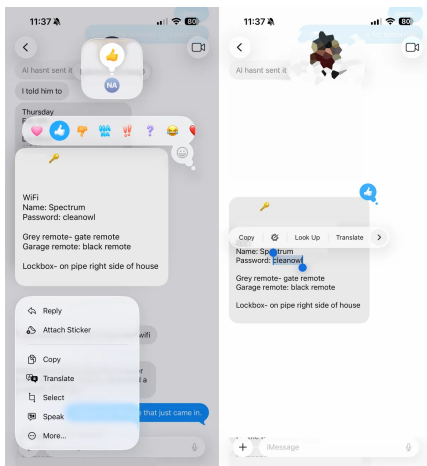 11:37
80
Al hasnt sent it
NA
I told him to
Thursday
WiFi
Name: Spectrum
Password: cleanowl
Grey remote- gate remote
Garage remote: black remote
Lockbox- on pipe right side of house
Reply
Attach Sticker
wifi
Copy
Translate
Select
Speak
that just came in.
More...
11:37
80
Al hasnt sent it
Copy
Look Up
Translate
Name: Spectrum
Password: cleanowl
Grey remote- gate remote
Garage remote: black remote
Lockbox- on pipe right side of house
iMessage